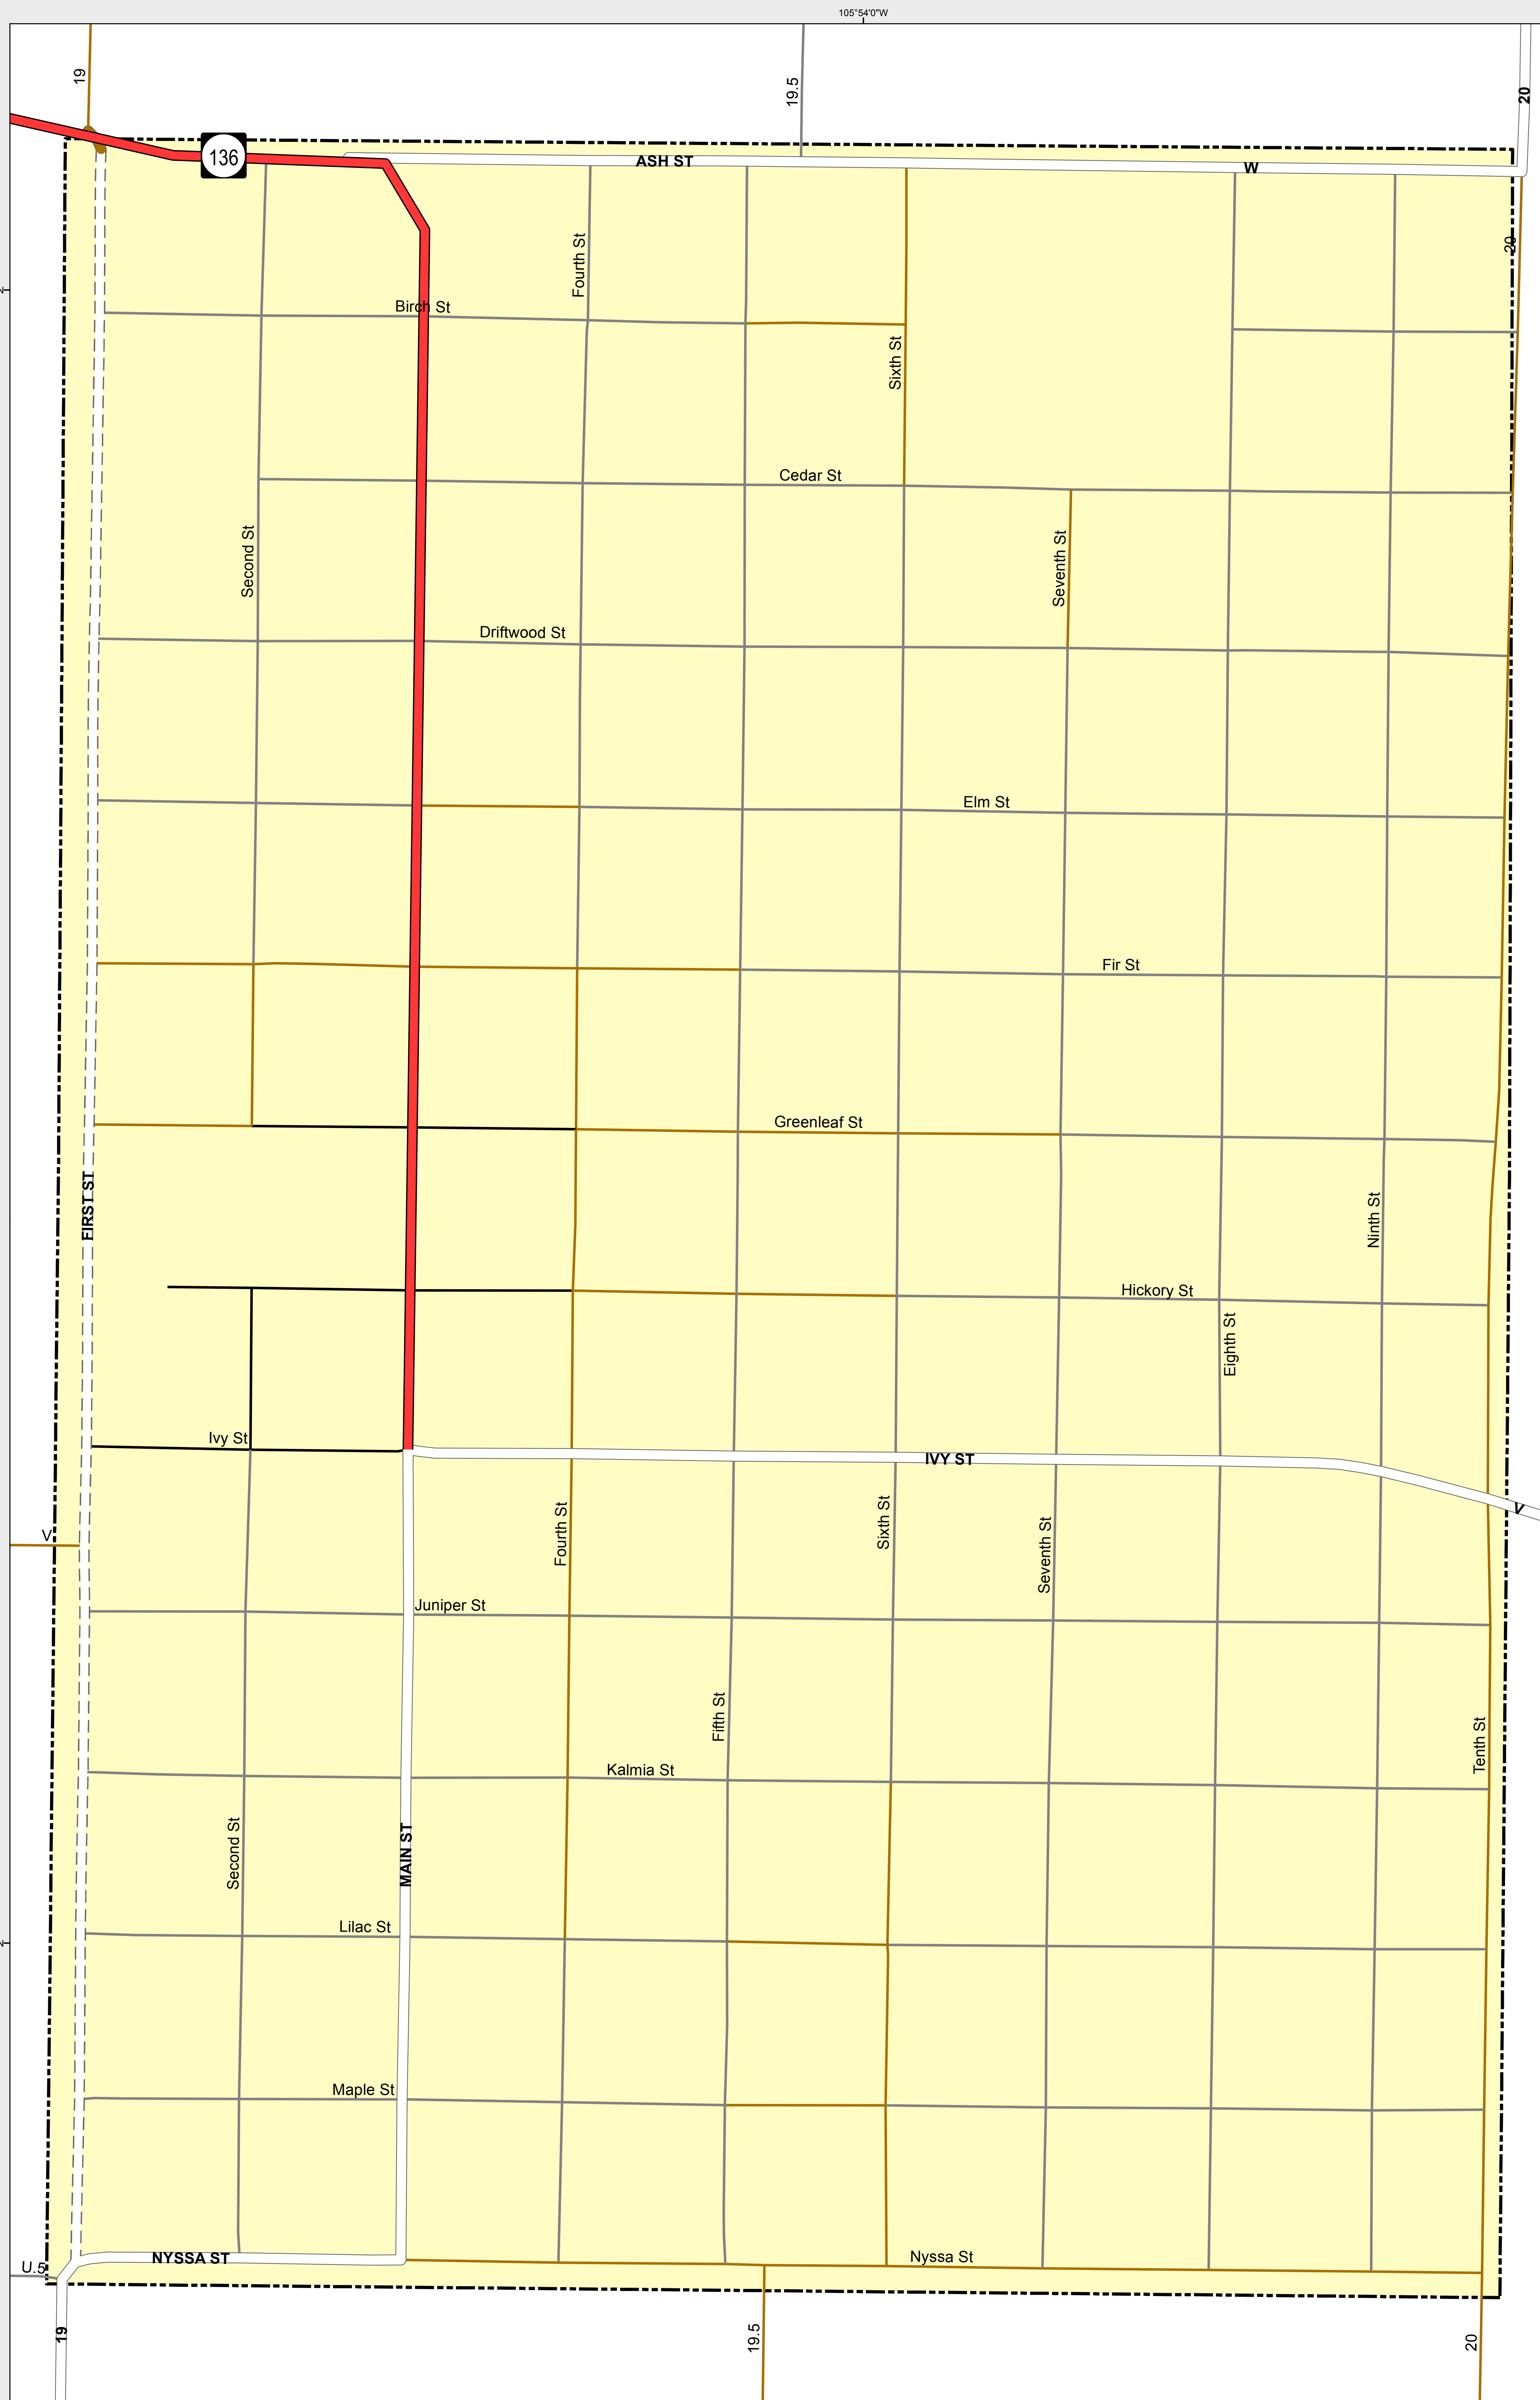 105°54'0"W
19
19.5
20
136
ASH ST
W
20
Fourth St
Birch St
Sixth St
Cedar St
Second St
Seventh St
Driftwood St
Elm St
Fir St
Greenleaf St
FIRST ST
Ninth St
Hickory St
Eighth St
Ivy St
IVY ST
V
V
Fourth St
Sixth St
Seventh St
Juniper St
Fifth St
Tenth St
Kalmia St
Second St
MAIN ST
Lilac St
Maple St
NYSSA ST
Nyssa St
U.5
19
19.5
20